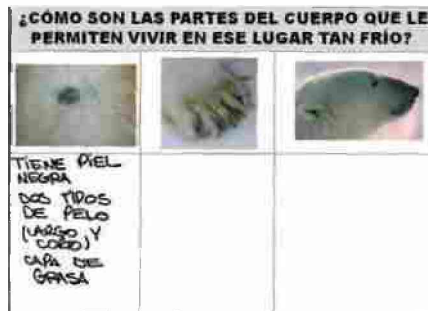 ¿CÓMO SON LAS PARTES DEL CUERPO QUE LE
PERMITEN VIVIR EN ESE LUGAR TAN FRÍO?
TIENE PIEL
NEGRA
DOS TIPOS
DE PELO
(LARGO Y
CORTO)
CAPA DE
GRASA